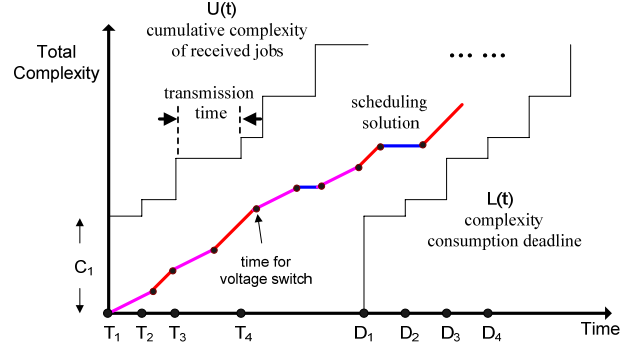 U(t)
cumulative complexity
of received jobs
Total
Complexity
transmission
time
scheduling
solution
L(t)
complexity
consumption deadline
time for
voltage switch
C1
T1 T2 T3 T4 D1 D2 D3 D4 Time